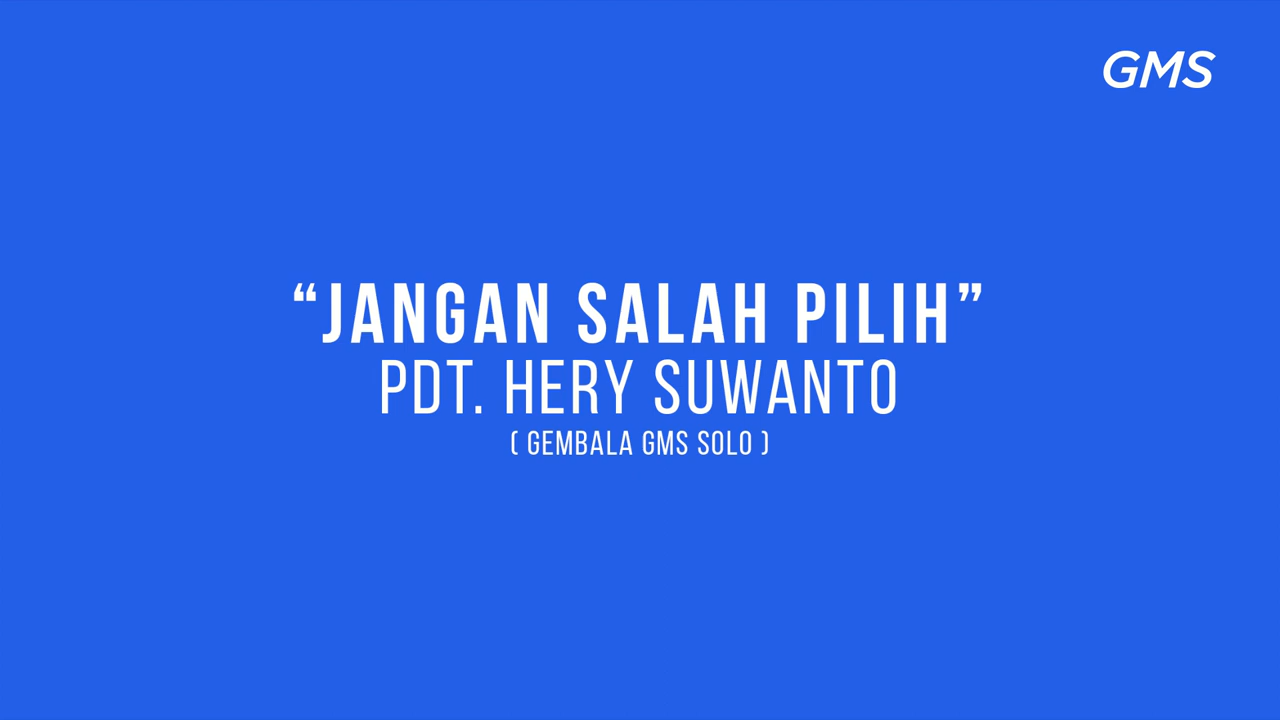 GMS
“JANGAN SALAH PILIH”
PDT. HERY SUWANTO
( GEMBALA GMS SOLO )